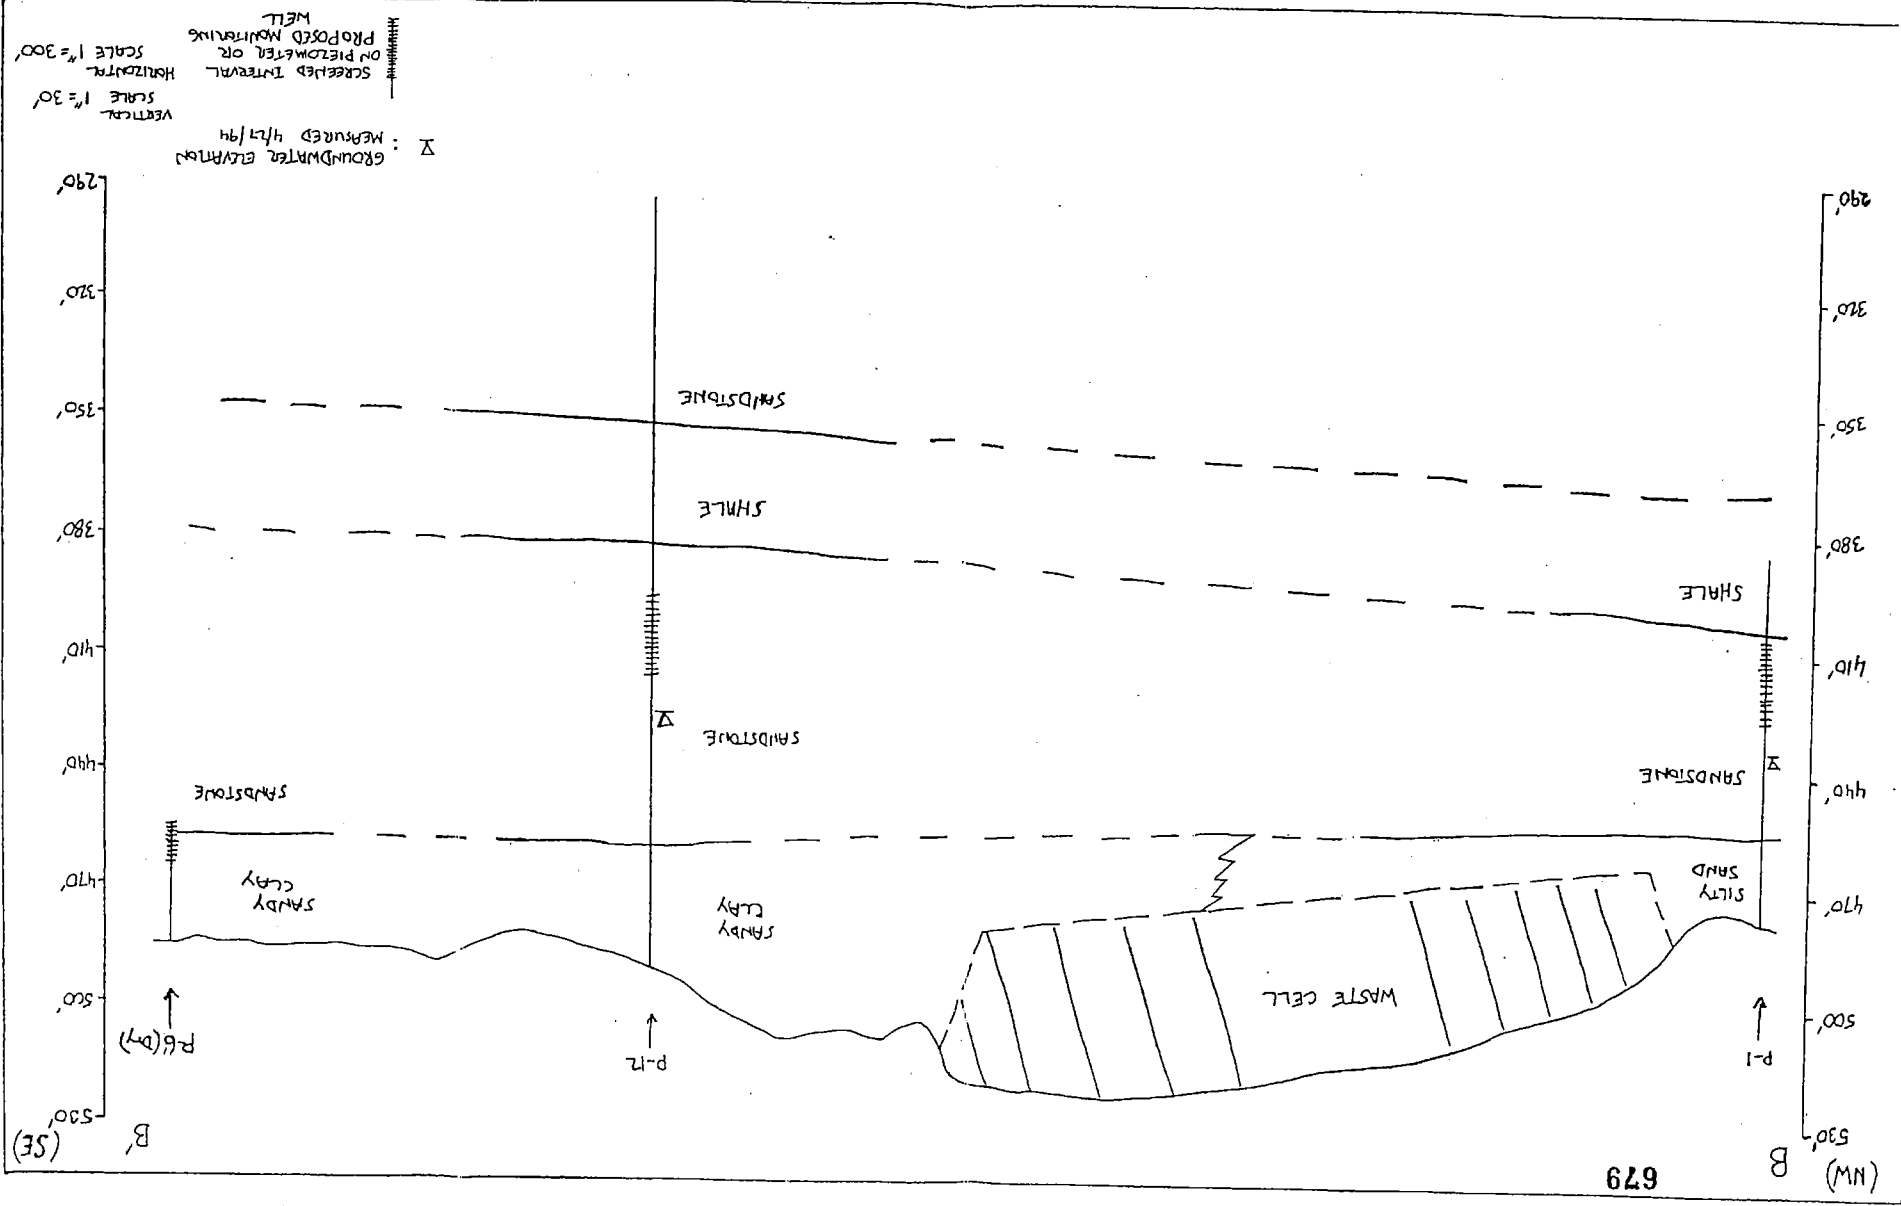 (NW)
B
679
B'
(SE)
530'
530'
P-1
P-12
P-6 (Dry)
500'
500'
WASTE CELL
SILTY
SAND
SANDY
CLAY
SANDY
CLAY
470'
470'
440'
440'
SANDSTONE
SANDSTONE
SANDSTONE
410'
410'
SHALE
380'
380'
SHALE
350'
350'
SANDSTONE
320'
320'
290'
290'
: GROUNDWATER ELEVATION
MEASURED 4/27/94
VERTICAL
SCALE 1"=30'
SCREENED INTERVAL
ON PIEZOMETER OR
PROPOSED MONITORING
WELL
HORIZONTAL
SCALE 1"=300'